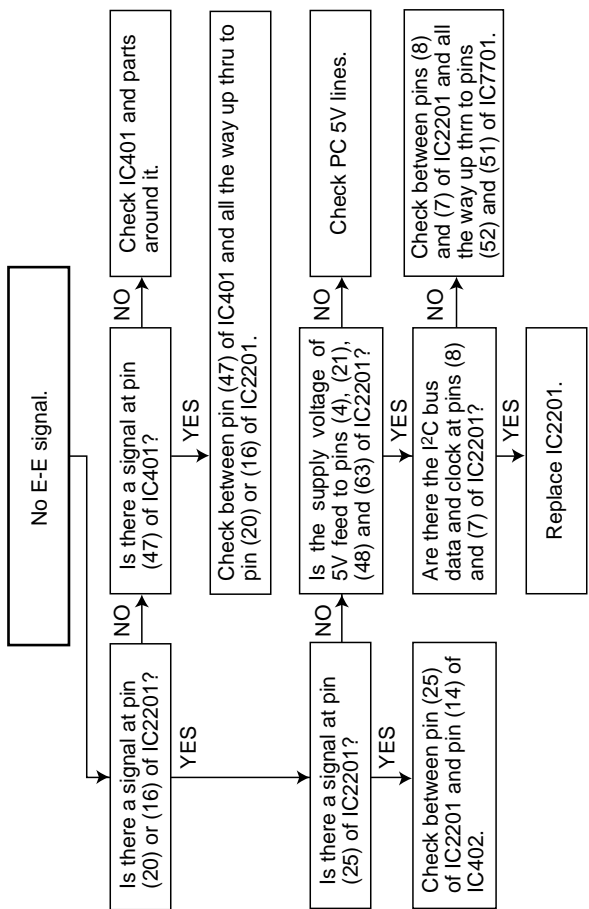 No E-E signal.
Is there a signal at pin
(20) or (16) of IC2201?
NO
Is there a signal at pin
(47) of IC401?
NO
Check IC401 and parts
around it.
YES
Check between pin (47) of IC401 and all the way up thru to
pin (20) or (16) of IC2201.
YES
Is there a signal at pin
(25) of IC2201?
NO
Is the supply voltage of
5V feed to pins (4), (21),
(48) and (63) of IC2201?
NO
Check PC 5V lines.
YES
Check between pin (25)
of IC2201 and pin (14) of
IC402.
YES
Are there the I²C bus
data and clock at pins (8)
and (7) of IC2201?
NO
Check between pins (8)
and (7) of IC2201 and all
the way up thrn to pins
(52) and (51) of IC7701.
YES
Replace IC2201.